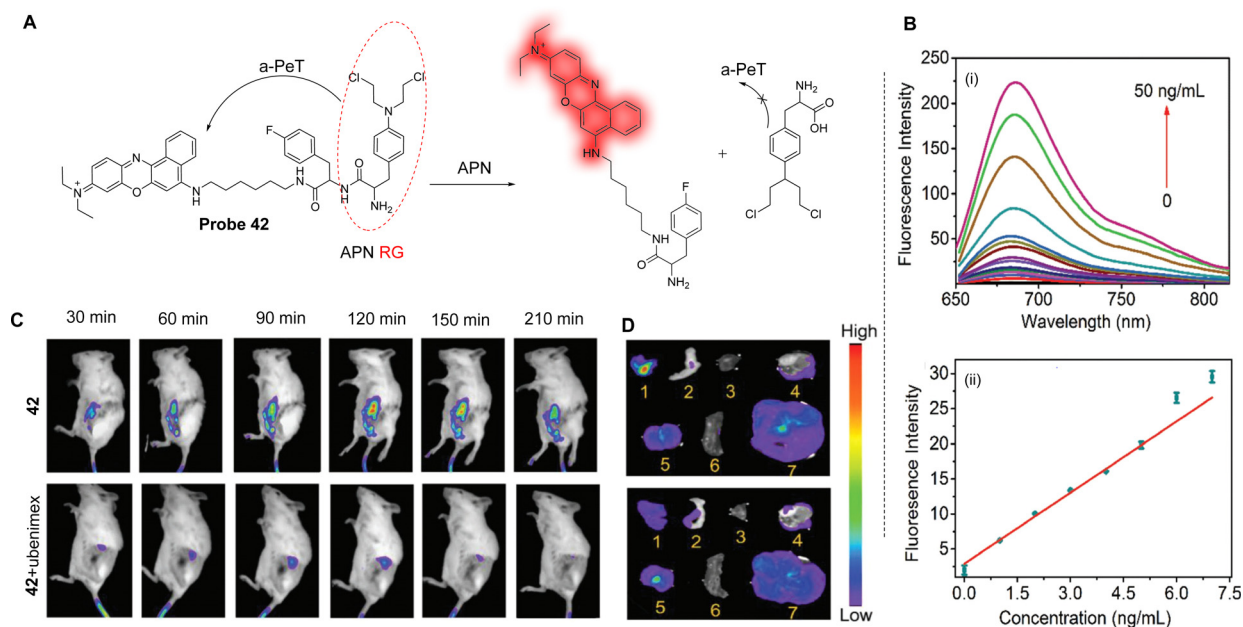 A
a-PeT
Cl
Cl
N
F
N
N+
O
N
H
H
N
O
N
H
O
NH2
Probe 42
APN RG
APN
N+
N
O
HN
F
NH
O
NH2
+
a-PeT
NH2
O
OH
Cl
Cl
B
(i)
50 ng/mL
0
Fluorescence Intensity
250
200
150
100
50
650
700
750
800
Wavelength (nm)
(ii)
Fluoresence Intensity
30
25
20
15
10
5
0.0
1.5
3.0
4.5
6.0
7.5
Concentration (ng/mL)
C
30 min 60 min 90 min 120 min 150 min 210 min
42
42+ubenimex
D
1 2 3 4
5 6 7
1 2 3 4
5 6 7
High
Low